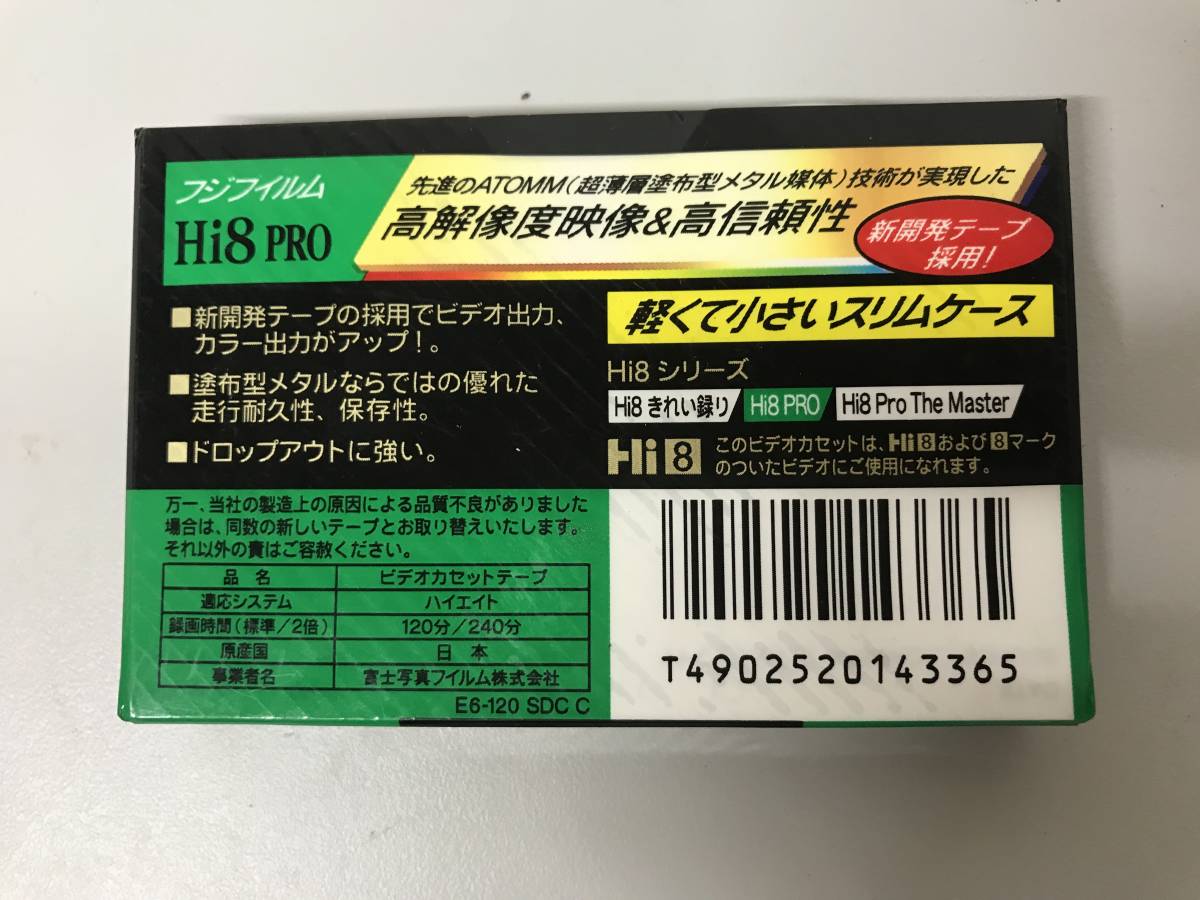 フジフイルム
Hi8 PRO
先進のATOMM(超薄層塗布型メタル媒体)技術が実現した
高解像度映像&高信頼性
新開発テープ
採用!
■新開発テープの採用でビデオ出力、
カラー出力がアップ!。
■塗布型メタルならではの優れた
走行耐久性、保存性。
■ドロップアウトに強い。
軽くて小さいスリムケース
Hi8 シリーズ
Hi8 きれい録り Hi8 PRO Hi8 Pro The Master
Hi8 このビデオカセットは、Hi8および8マーク
のついたビデオにご使用になれます。
万一、当社の製造上の原因による品質不良がありました
場合は、同数の新しいテープとお取り替えいたします。
それ以外の責はご容赦ください。
品 名 ビデオカセットテープ
適応システム ハイエイト
録画時間(標準/2倍) 120分/240分
原産国 日 本
事業者名 富士写真フイルム株式会社
E6-120 SDC C
T4902520143365